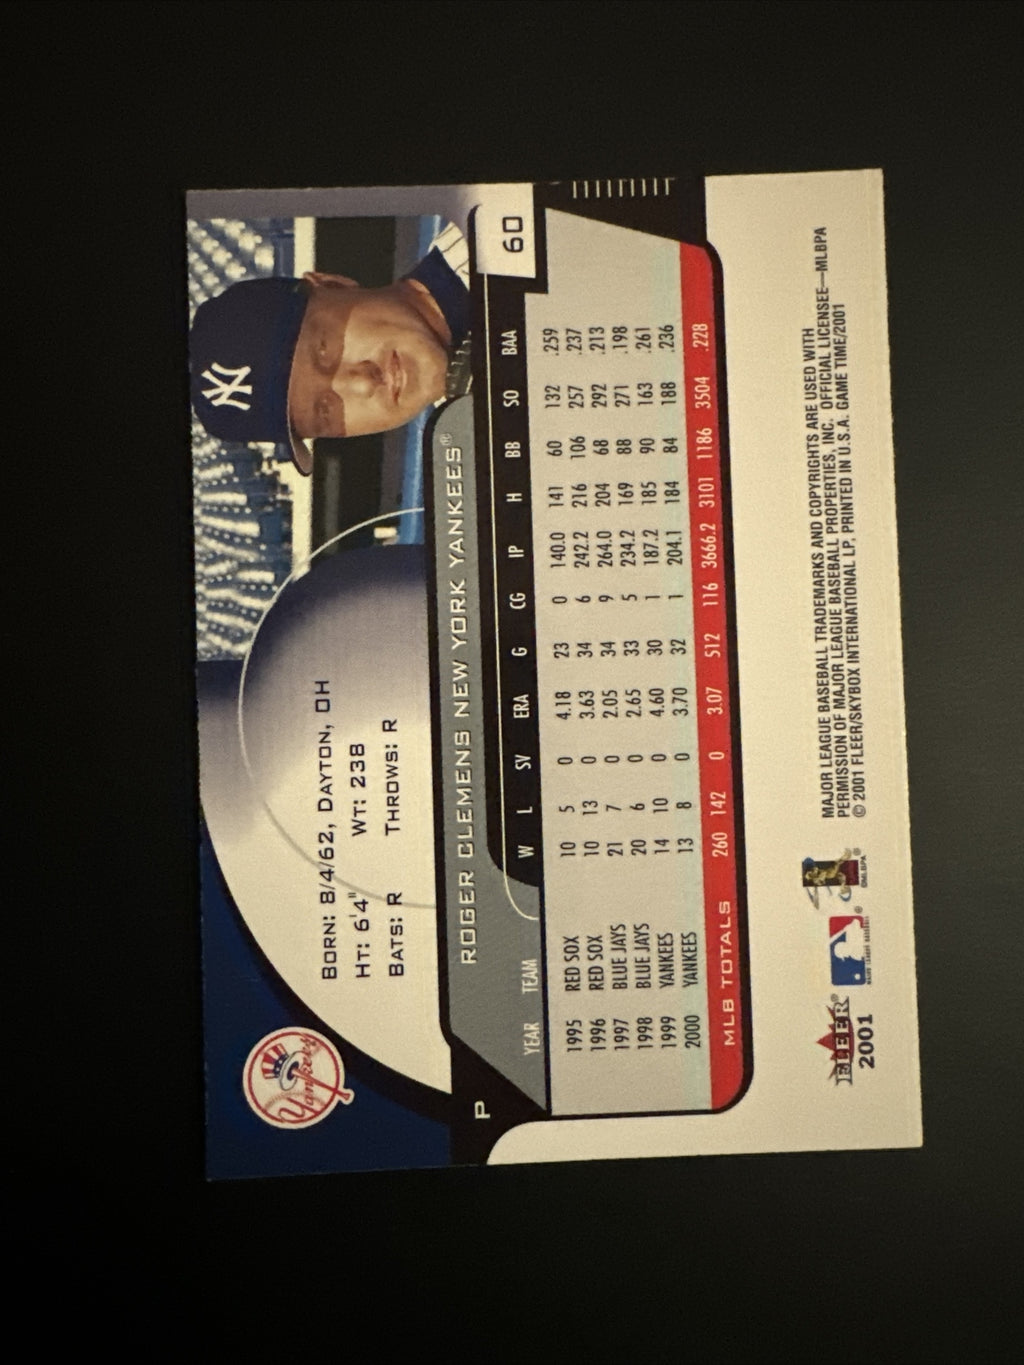 NY
Yankees
BORN: 8/4/62, DAYTON, OH
HT: 6'4" WT: 238
BATS: R THROWS: R
P ROGER CLEMENS NEW YORK YANKEES® 60
YEAR TEAM W L SV ERA G CG IP H BB SO BAA
1995 RED SOX 10 5 0 4.18 23 0 140.0 141 60 132 .259
1996 RED SOX 10 13 0 3.63 34 6 242.2 216 106 257 .237
1997 BLUE JAYS 21 7 0 2.05 34 9 264.0 204 68 292 .213
1998 BLUE JAYS 20 6 0 2.65 33 5 234.2 169 88 271 .198
1999 YANKEES 14 10 0 4.60 30 1 187.2 185 90 163 .261
2000 YANKEES 13 8 0 3.70 32 1 204.1 184 84 188 .236
MLB TOTALS 260 142 0 3.07 512 116 3666.2 3101 1186 3504 .228
FLEER®
2001
©MLBPA
MAJOR LEAGUE BASEBALL TRADEMARKS AND COPYRIGHTS ARE USED WITH
PERMISSION OF MAJOR LEAGUE BASEBALL PROPERTIES, INC. OFFICIAL LICENSEE—MLBPA
© 2001 FLEER/SKYBOX INTERNATIONAL LP, PRINTED IN U.S.A. GAME TIME/2001